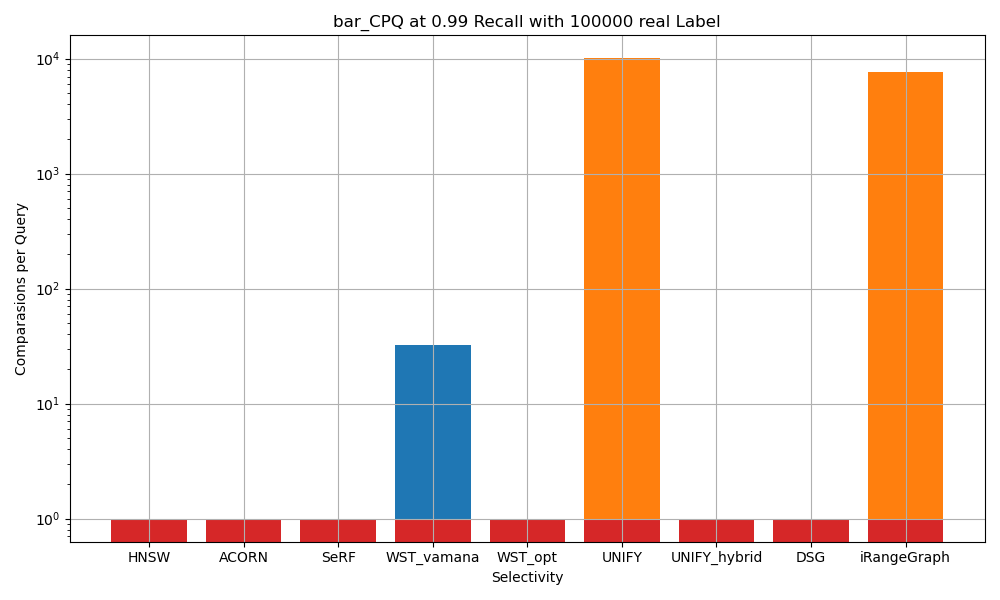 bar_CPQ at 0.99 Recall with 100000 real Label
Comparasions per Query
10⁴
10³
10²
10¹
10⁰
HNSW ACORN SeRF WST_vamana WST_opt UNIFY UNIFY_hybrid DSG iRangeGraph
Selectivity